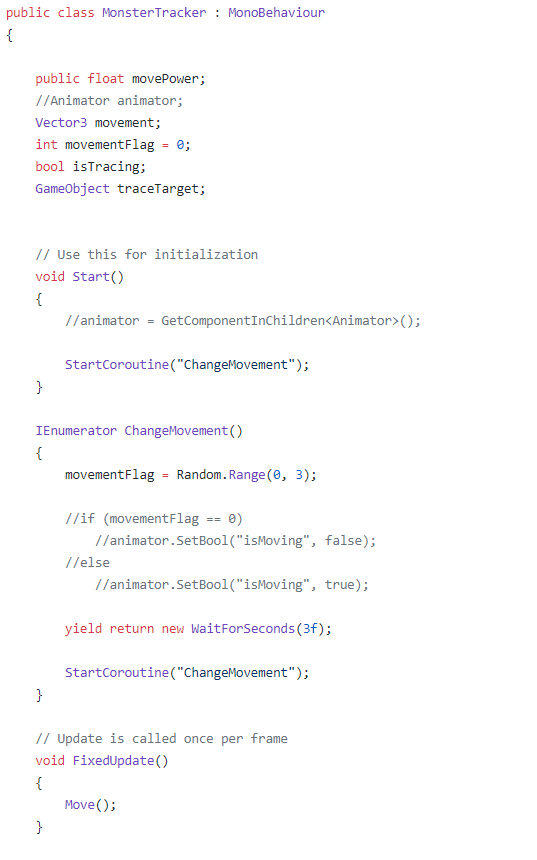 public class MonsterTracker : MonoBehaviour
{
public float movePower;
//Animator animator;
Vector3 movement;
int movementFlag = 0;
bool isTracing;
GameObject traceTarget;
// Use this for initialization
void Start()
{
//animator = GetComponentInChildren<Animator>();
StartCoroutine("ChangeMovement");
}
IEnumerator ChangeMovement()
{
movementFlag = Random.Range(0, 3);
//if (movementFlag == 0)
//animator.SetBool("isMoving", false);
//else
//animator.SetBool("isMoving", true);
yield return new WaitForSeconds(3f);
StartCoroutine("ChangeMovement");
}
// Update is called once per frame
void FixedUpdate()
{
Move();
}